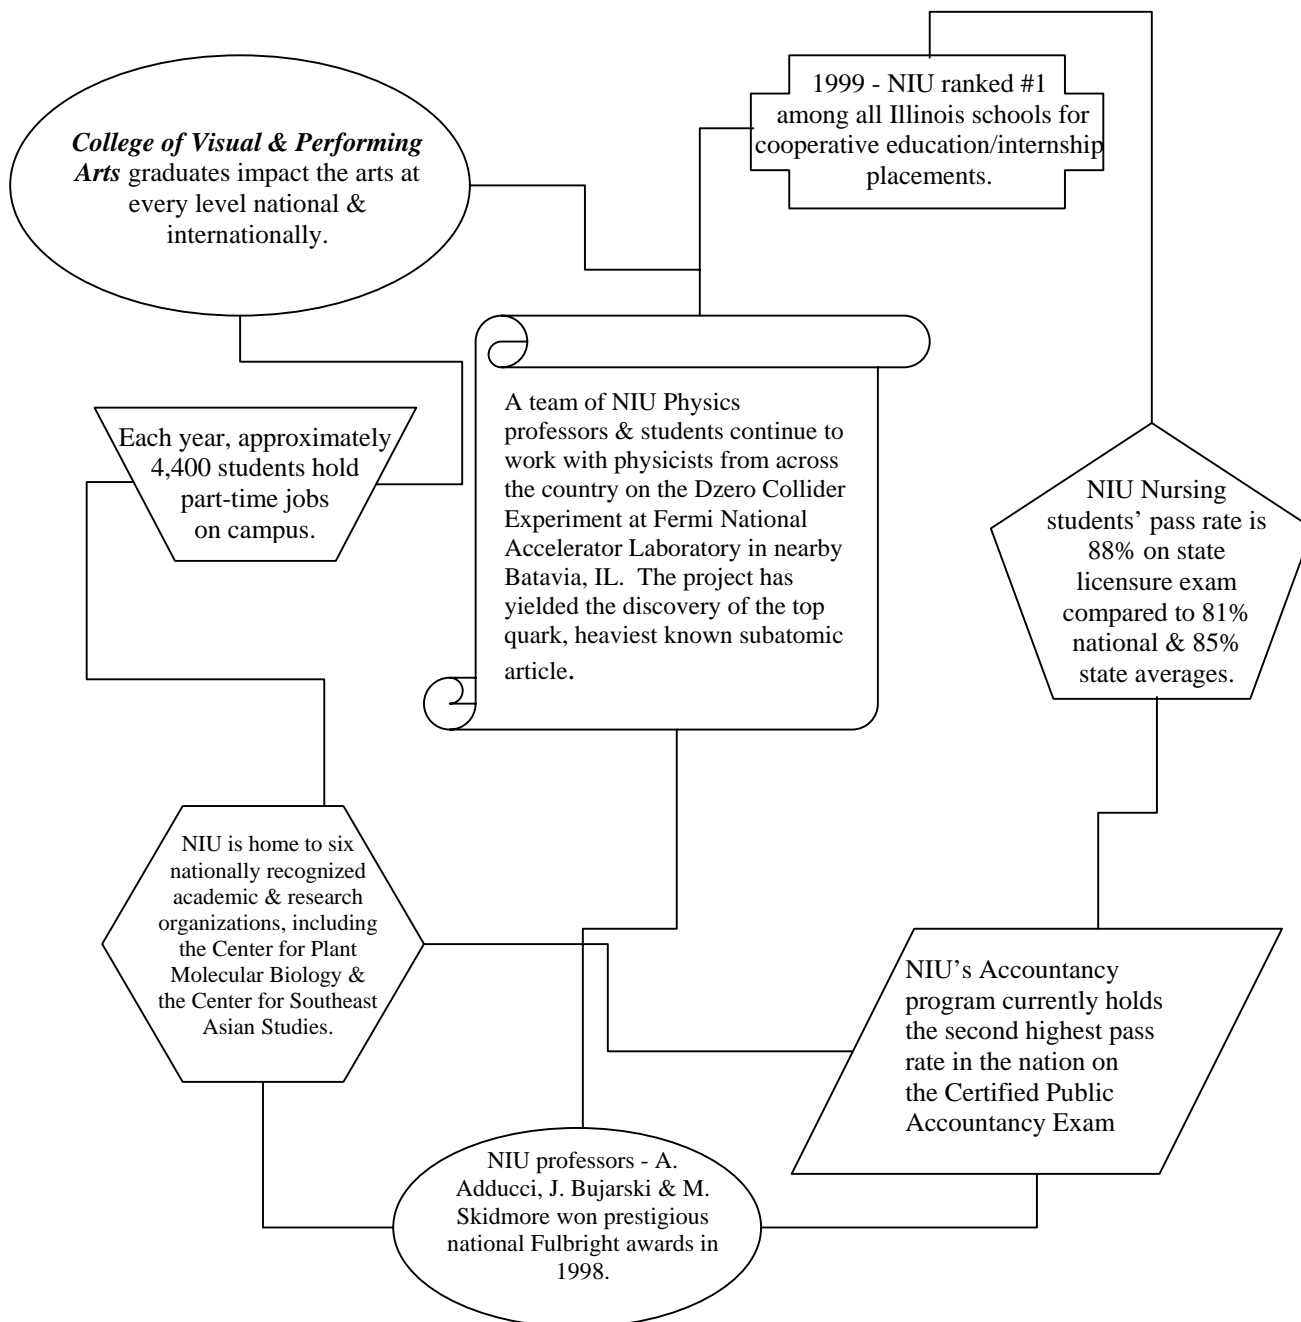 College of Visual & Performing
Arts graduates impact the arts at
every level national &
internationally.
1999 - NIU ranked #1
among all Illinois schools for
cooperative education/internship
placements.
Each year, approximately
4,400 students hold
part-time jobs
on campus.
A team of NIU Physics
professors & students continue to
work with physicists from across
the country on the Dzero Collider
Experiment at Fermi National
Accelerator Laboratory in nearby
Batavia, IL.  The project has
yielded the discovery of the top
quark, heaviest known subatomic
article.
NIU Nursing
students’ pass rate is
88% on state
licensure exam
compared to 81%
national & 85%
state averages.
NIU is home to six
nationally recognized
academic & research
organizations, including
the Center for Plant
Molecular Biology &
the Center for Southeast
Asian Studies.
NIU’s Accountancy
program currently holds
the second highest pass
rate in the nation on
the Certified Public
Accountancy Exam
NIU professors - A.
Adducci, J. Bujarski & M.
Skidmore won prestigious
national Fulbright awards in
1998.